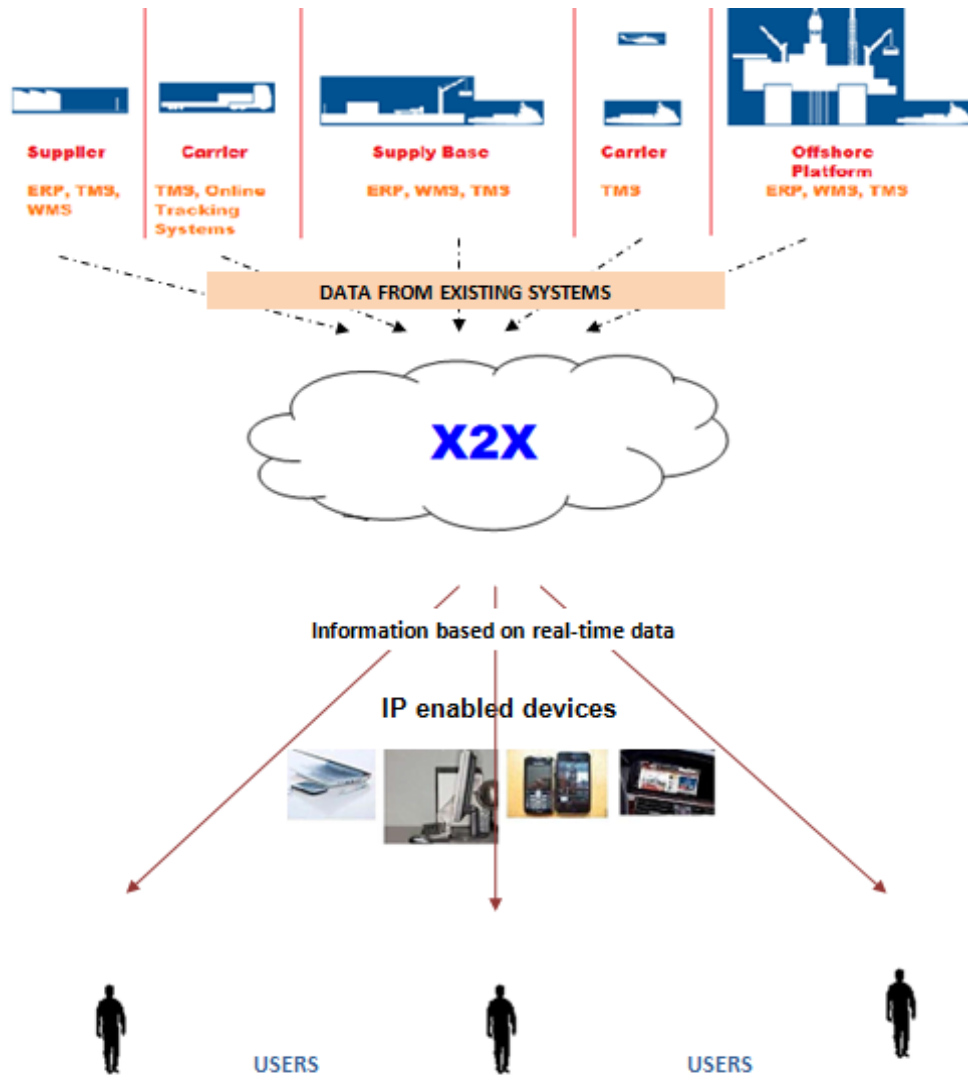 Supplier
Carrier
Supply Base
Carrier
Offshore
Platform
ERP, TMS,
WMS
TMS, Online
Tracking
Systems
ERP, WMS, TMS
TMS
ERP, WMS, TMS
DATA FROM EXISTING SYSTEMS
X2X
Information based on real-time data
IP enabled devices
USERS
USERS